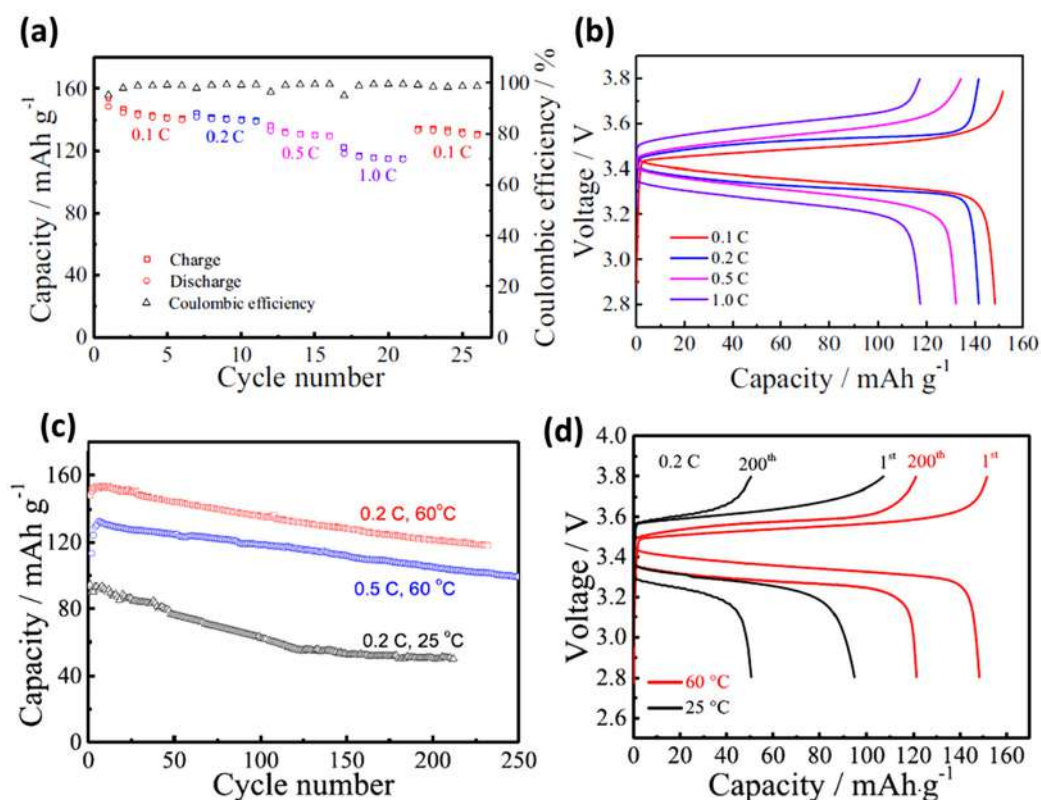 (a)
Capacity / mAh g⁻¹
160
120
80
40
0
0.1 C
0.2 C
0.5 C
1.0 C
0.1 C
Charge
Discharge
Coulombic efficiency
0
5
10
15
20
25
Cycle number
100
80
60
40
20
0
Coulombic efficiency / %
(b)
Voltage / V
3.8
3.6
3.4
3.2
3.0
2.8
0.1 C
0.2 C
0.5 C
1.0 C
0
20
40
60
80
100
120
140
160
Capacity / mAh g⁻¹
(c)
Capacity / mAh g⁻¹
160
120
80
40
0
0.2 C, 60°C
0.5 C, 60 °C
0.2 C, 25 °C
0
50
100
150
200
250
Cycle number
(d)
Voltage / V
4.0
3.8
3.6
3.4
3.2
3.0
2.8
2.6
0.2 C
200th
1st
200th
1st
60 °C
25 °C
0
20
40
60
80
100
120
140
160
Capacity / mAh·g⁻¹